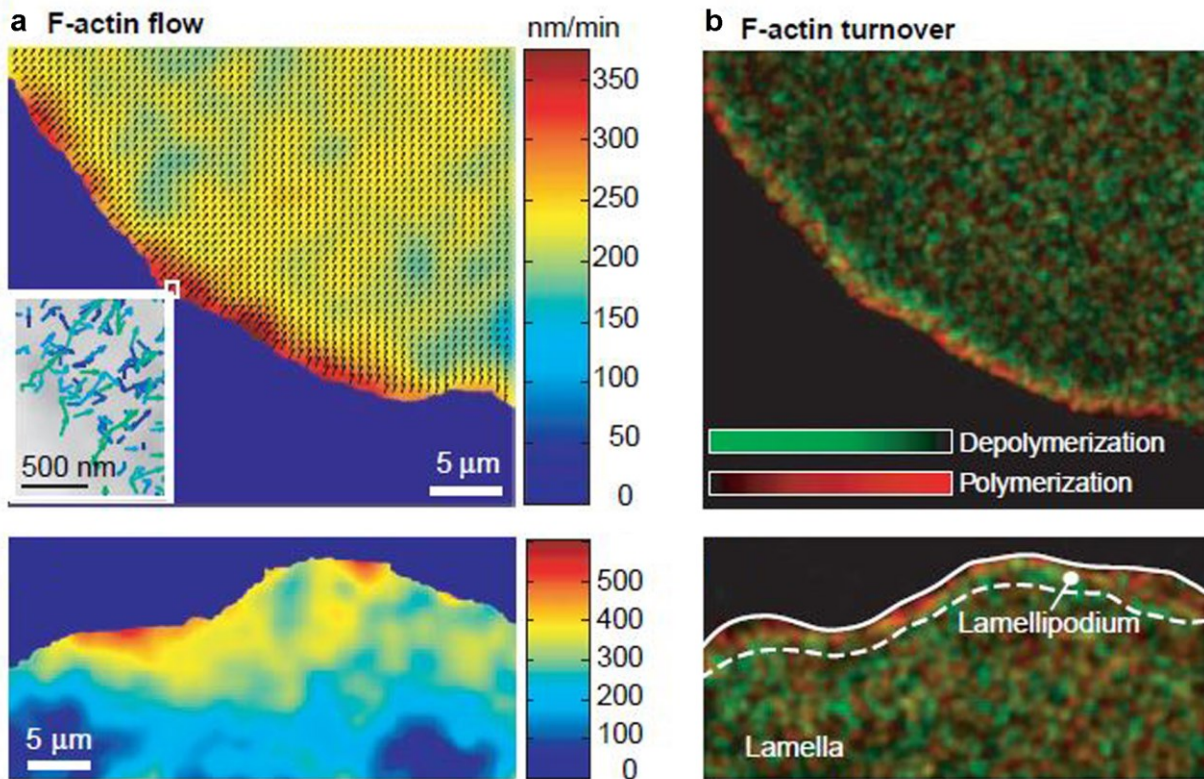 a F-actin flow
nm/min
350
300
250
200
150
100
50
0
500 nm
5 μm
b F-actin turnover
Depolymerization
Polymerization
500
400
300
200
100
0
5 μm
Lamellipodium
Lamella